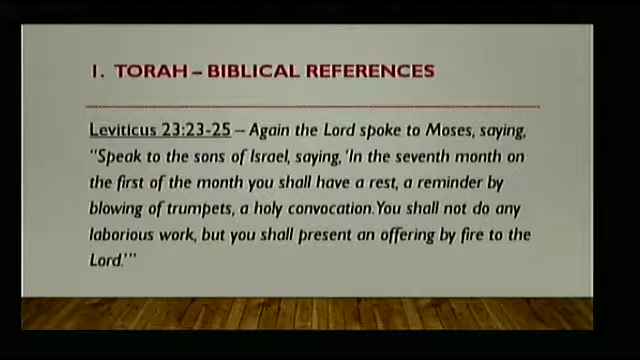 1. TORAH – BIBLICAL REFERENCES
Leviticus 23:23-25 – Again the Lord spoke to Moses, saying,
“Speak to the sons of Israel, saying, ‘In the seventh month on
the first of the month you shall have a rest, a reminder by
blowing of trumpets, a holy convocation. You shall not do any
laborious work, but you shall present an offering by fire to the
Lord.’”